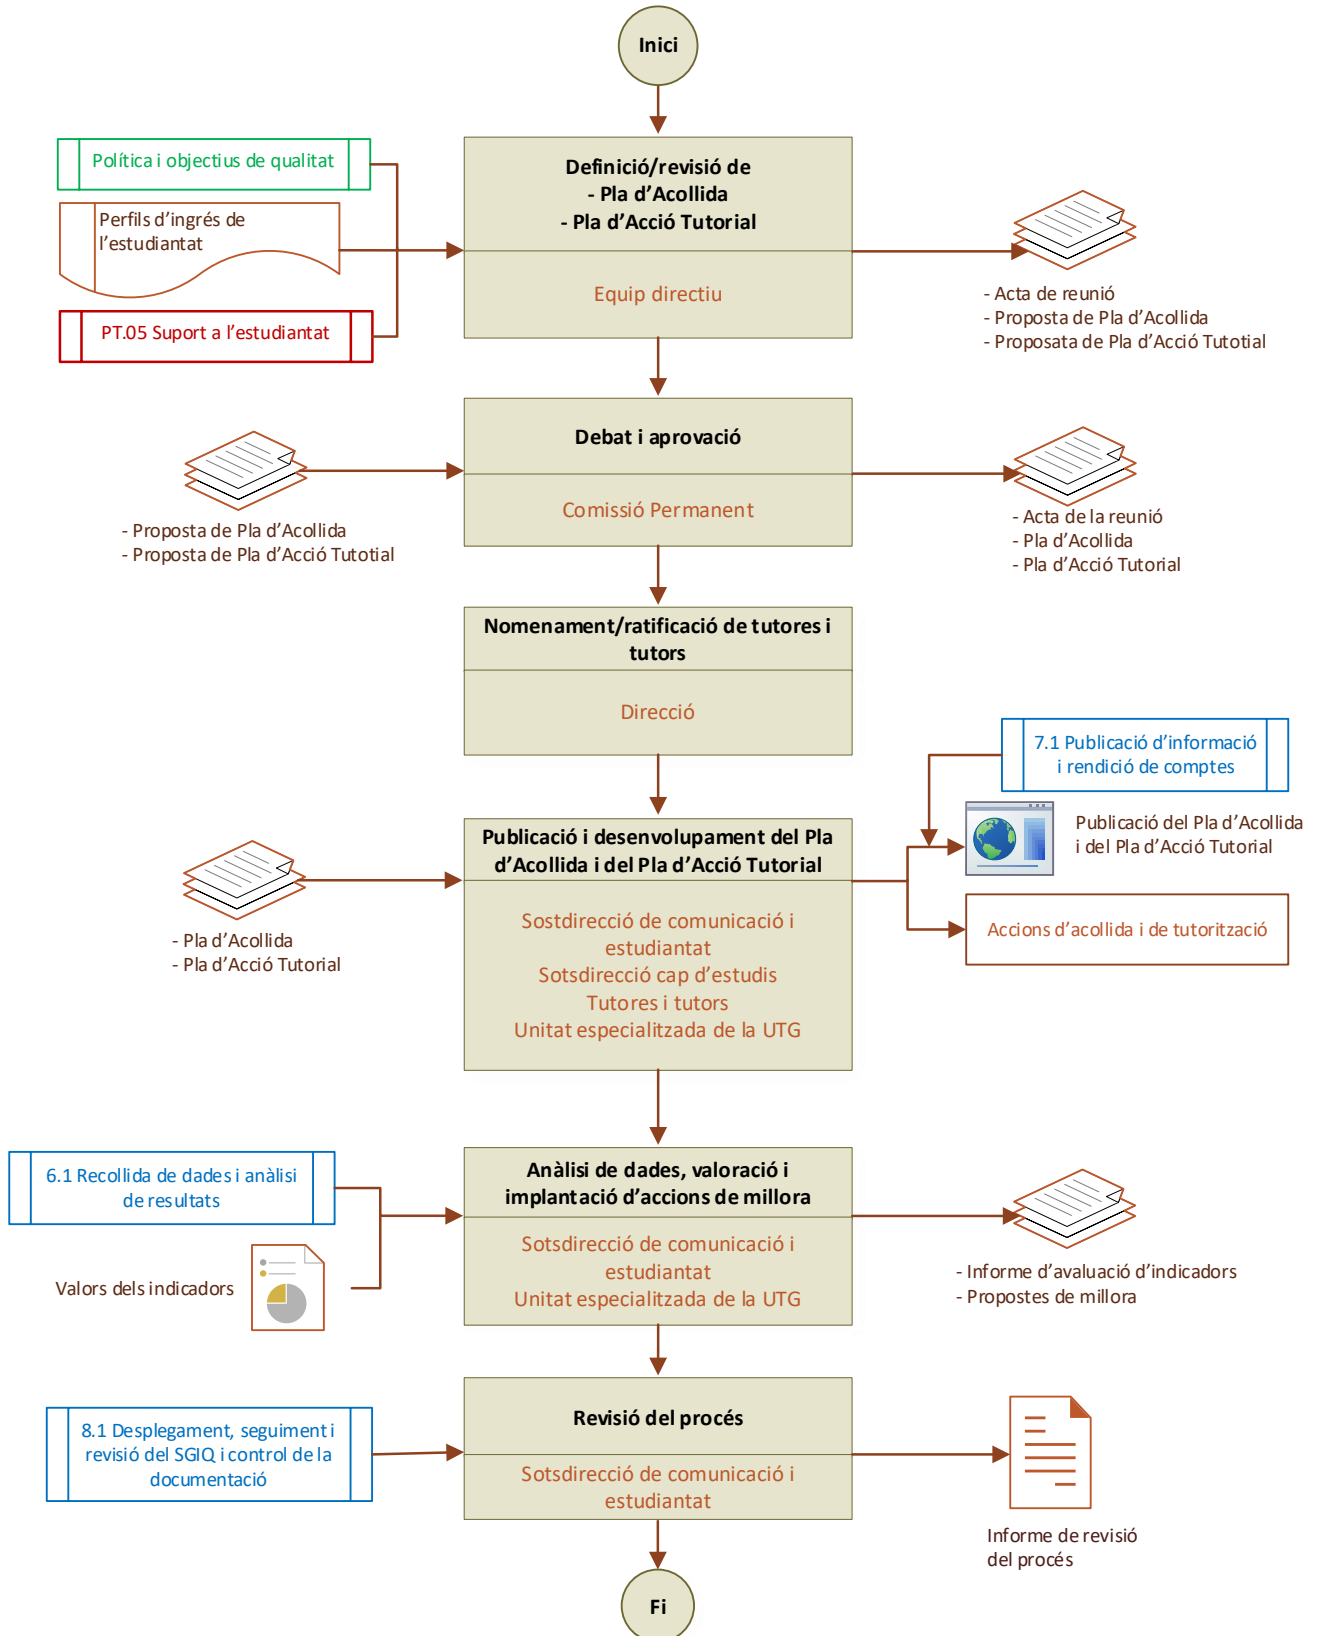 Inici
Política i objectius de qualitat
Perfils d’ingrés de
l’estudiantat
PT.05 Suport a l’estudiantat
Definició/revisió de
- Pla d’Acollida
- Pla d’Acció Tutorial
Equip directiu
- Acta de reunió
- Proposta de Pla d’Acollida
- Proposata de Pla d’Acció Tutotial
- Proposta de Pla d’Acollida
- Proposta de Pla d’Acció Tutotial
Debat i aprovació
Comissió Permanent
- Acta de la reunió
- Pla d’Acollida
- Pla d’Acció Tutorial
Nomenament/ratificació de tutores i
tutors
Direcció
7.1 Publicació d’informació
i rendició de comptes
Publicació del Pla d’Acollida
i del Pla d’Acció Tutorial
Accions d’acollida i de tutorització
- Pla d’Acollida
- Pla d’Acció Tutorial
Publicació i desenvolupament del Pla
d’Acollida i del Pla d’Acció Tutorial
Sostdirecció de comunicació i
estudiantat
Sotsdirecció cap d’estudis
Tutores i tutors
Unitat especialitzada de la UTG
6.1 Recollida de dades i anàlisi
de resultats
Valors dels indicadors
Anàlisi de dades, valoració i
implantació d’accions de millora
Sotsdirecció de comunicació i
estudiantat
Unitat especialitzada de la UTG
- Informe d’avaluació d’indicadors
- Propostes de millora
8.1 Desplegament, seguiment i
revisió del SGIQ i control de la
documentació
Revisió del procés
Sotsdirecció de comunicació i
estudiantat
Informe de revisió
del procés
Fi